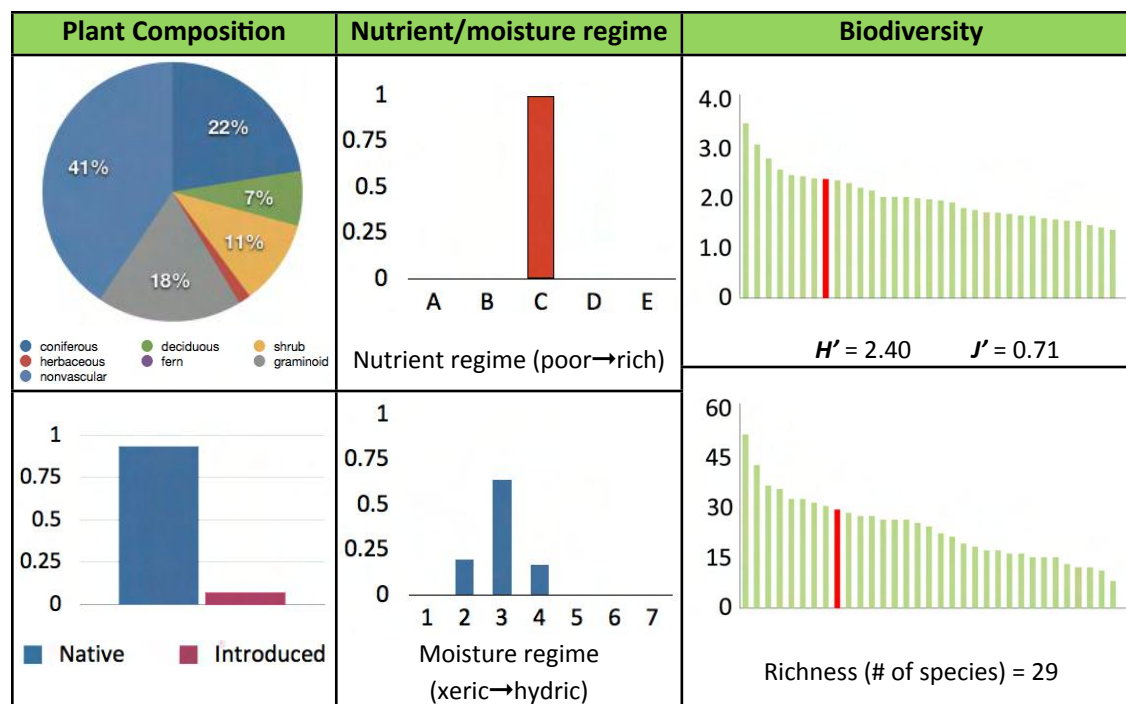 Plant Composition
Nutrient/moisture regime
Biodiversity
22%
7%
11%
18%
41%
coniferous
deciduous
shrub
herbaceous
fern
graminoid
nonvascular
1
0.75
0.5
0.25
0
A B C D E
Nutrient regime (poor→rich)
4.0
3.0
2.0
1.0
0
H’ = 2.40 J’ = 0.71
1
0.75
0.5
0.25
0
Native Introduced
1
0.75
0.5
0.25
0
1 2 3 4 5 6 7
Moisture regime
(xeric→hydric)
60
45
30
15
0
Richness (# of species) = 29